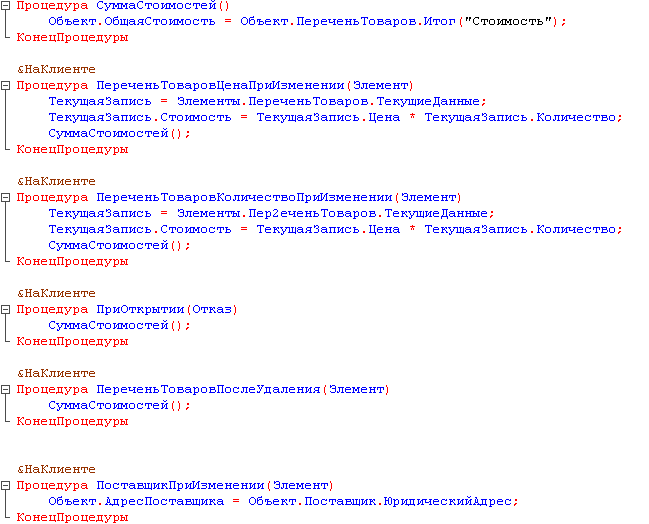 Процедура СуммаСтоимостей()
Объект.ОбщаяСтоимость = Объект.ПереченьТоваров.Итог("Стоимость");
КонецПроцедуры
&НаКлиенте
Процедура ПереченьТоваровЦенаПриИзменении(Элемент)
ТекущаяЗапись = Элементы.ПереченьТоваров.ТекущиеДанные;
ТекущаяЗапись.Стоимость = ТекущаяЗапись.Цена * ТекущаяЗапись.Количество;
СуммаСтоимостей();
КонецПроцедуры
&НаКлиенте
Процедура ПереченьТоваровКоличествоПриИзменении(Элемент)
ТекущаяЗапись = Элементы.Пер2еченьТоваров.ТекущиеДанные;
ТекущаяЗапись.Стоимость = ТекущаяЗапись.Цена * ТекущаяЗапись.Количество;
СуммаСтоимостей();
КонецПроцедуры
&НаКлиенте
Процедура ПриОткрытии(Отказ)
СуммаСтоимостей();
КонецПроцедуры
&НаКлиенте
Процедура ПереченьТоваровПослеУдаления(Элемент)
СуммаСтоимостей();
КонецПроцедуры
&НаКлиенте
Процедура ПоставщикПриИзменении(Элемент)
Объект.АдресПоставщика = Объект.Поставщик.ЮридическийАдрес;
КонецПроцедуры